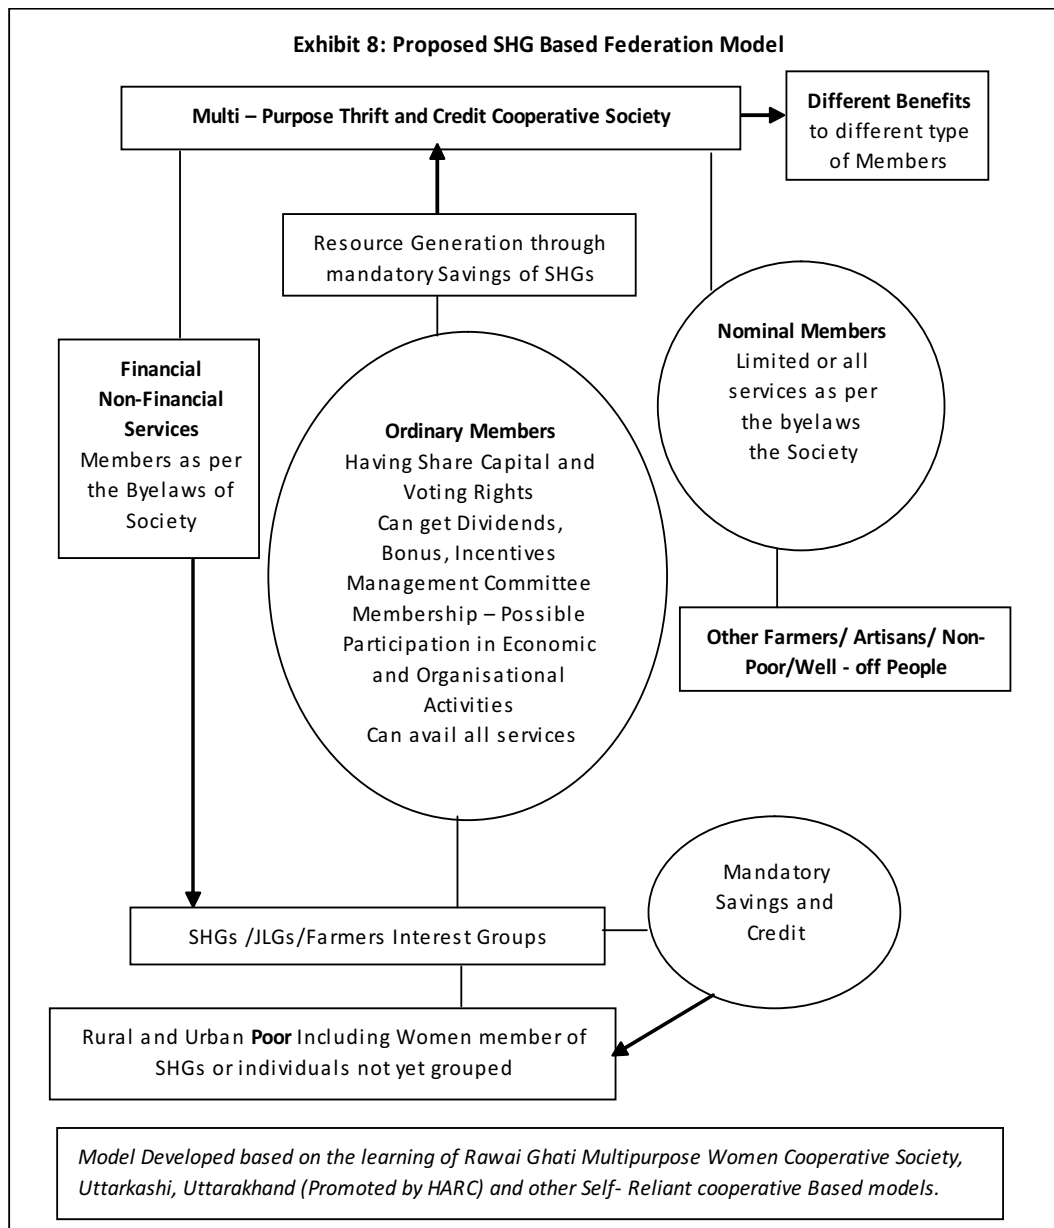 Exhibit 8: Proposed SHG Based Federation Model
Multi – Purpose Thrift and Credit Cooperative Society
Different Benefits
to different type
of Members
Resource Generation through
mandatory Savings of SHGs
Financial
Non-Financial
Services
Members as per
the Byelaws of
Society
Ordinary Members
Having Share Capital and
Voting Rights
Can get Dividends,
Bonus, Incentives
Management Committee
Membership – Possible
Participation in Economic
and Organisational
Activities
Can avail all services
Nominal Members
Limited or all
services as per
the byelaws
the Society
Other Farmers/ Artisans/ Non-
Poor/Well - off People
SHGs /JLGs/Farmers Interest Groups
Mandatory
Savings and
Credit
Rural and Urban Poor Including Women member of
SHGs or individuals not yet grouped
Model Developed based on the learning of Rawai Ghati Multipurpose Women Cooperative Society,
Uttarkashi, Uttarakhand (Promoted by HARC) and other Self- Reliant cooperative Based models.